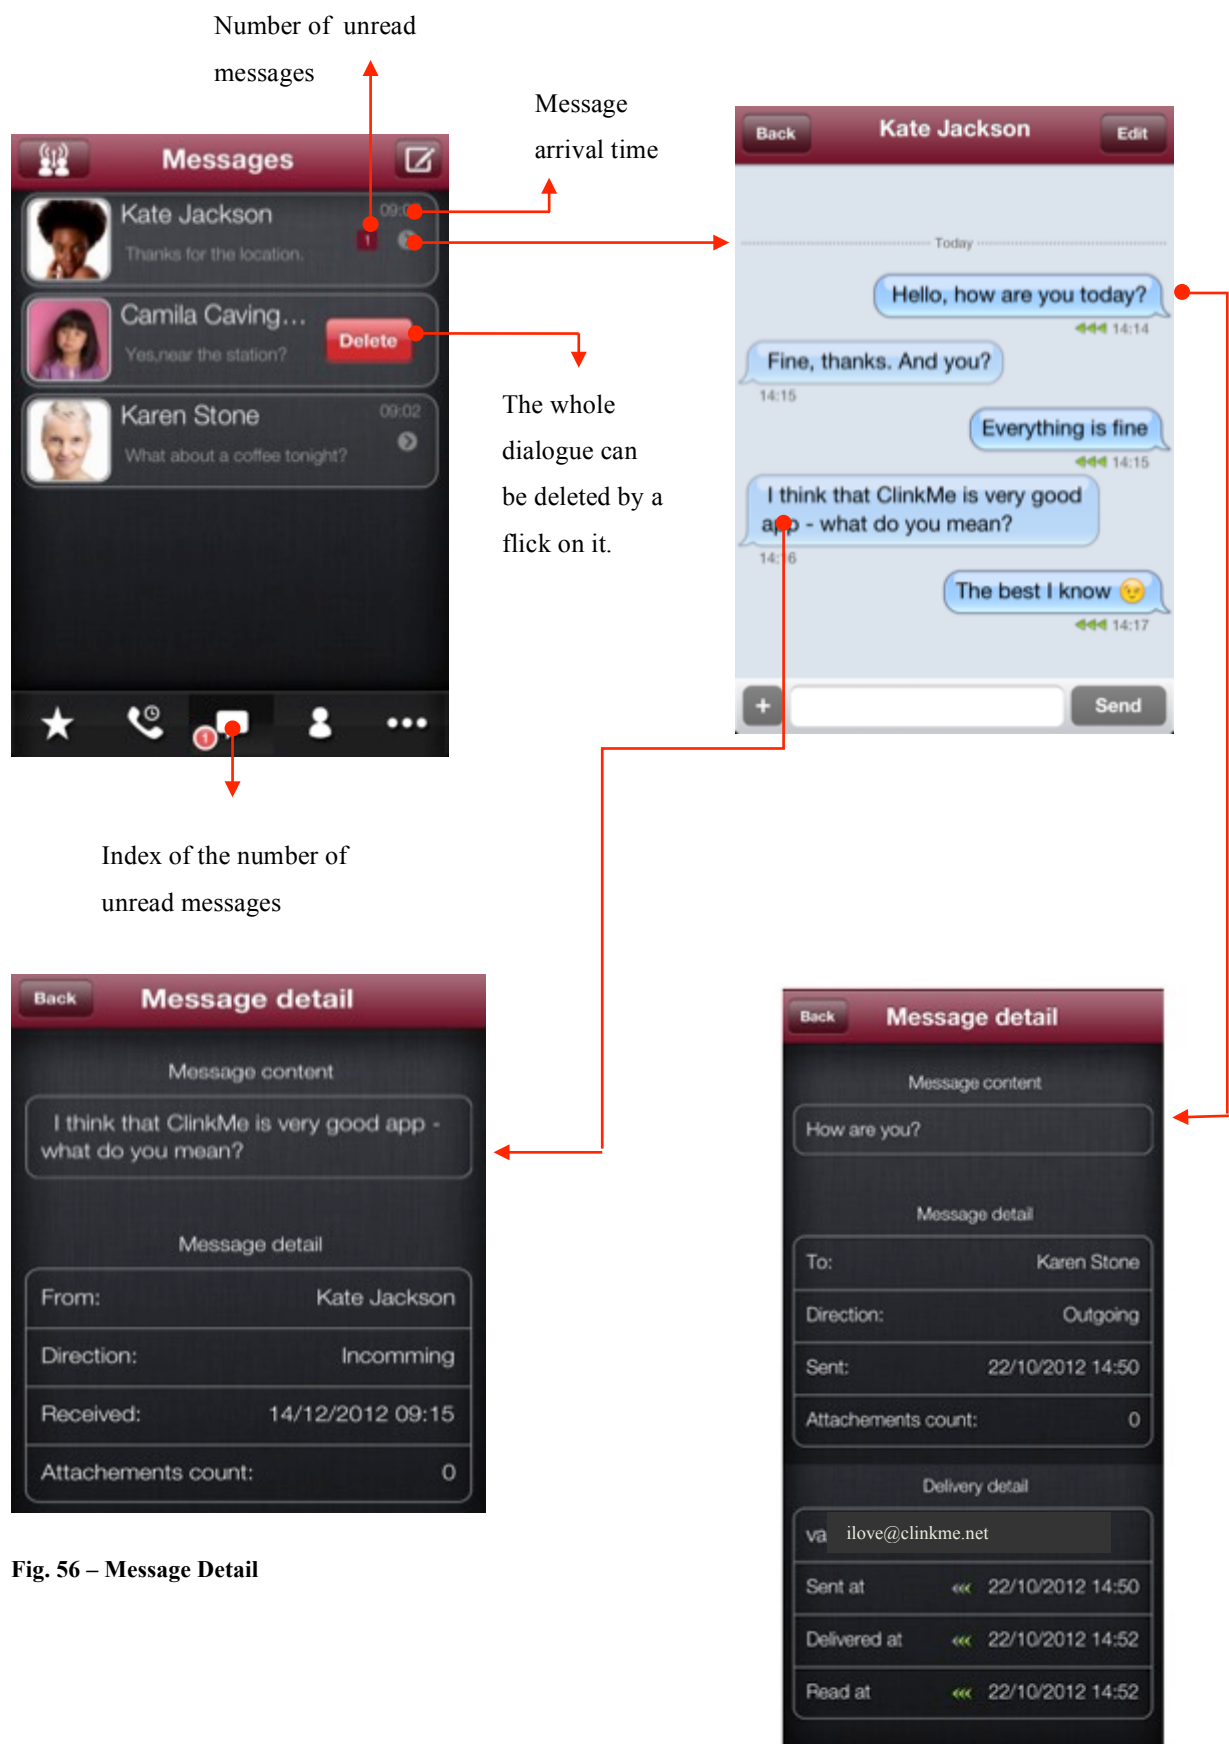 Number of unread
messages
Message
arrival time
Messages
Kate Jackson
1
Thanks for the location.
Camila Caving...
Yes,near the station?
Delete
Karen Stone
09:02
What about a coffee tonight?
1
The whole
dialogue can
be deleted by a
flick on it.
Index of the number of
unread messages
Back
Kate Jackson
Edit
Today
Hello, how are you today?
14:14
Fine, thanks. And you?
14:15
Everything is fine
14:15
I think that ClinkMe is very good
app - what do you mean?
14:16
The best I know
14:17
+
Send
Back
Message detail
Message content
I think that ClinkMe is very good app -
what do you mean?
Message detail
From: Kate Jackson
Direction: Incomming
Received: 14/12/2012 09:15
Attachements count: 0
Fig. 56 – Message Detail
Back
Message detail
Message content
How are you?
Message detail
To: Karen Stone
Direction: Outgoing
Sent: 22/10/2012 14:50
Attachements count: 0
Delivery detail
va ilove@clinkme.net
Sent at 22/10/2012 14:50
Delivered at 22/10/2012 14:52
Read at 22/10/2012 14:52